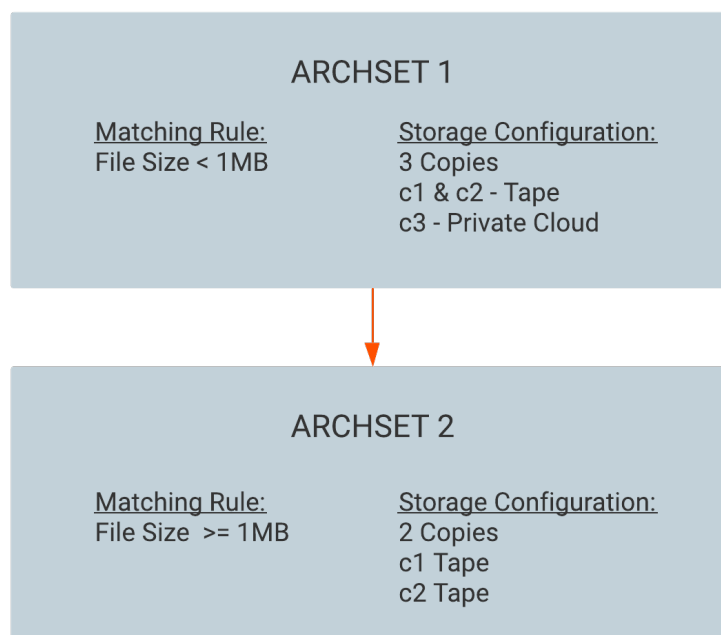 ARCHSET 1
Matching Rule:
File Size < 1MB
Storage Configuration:
3 Copies
c1 & c2 - Tape
c3 - Private Cloud
ARCHSET 2
Matching Rule:
File Size >= 1MB
Storage Configuration:
2 Copies
c1 Tape
c2 Tape